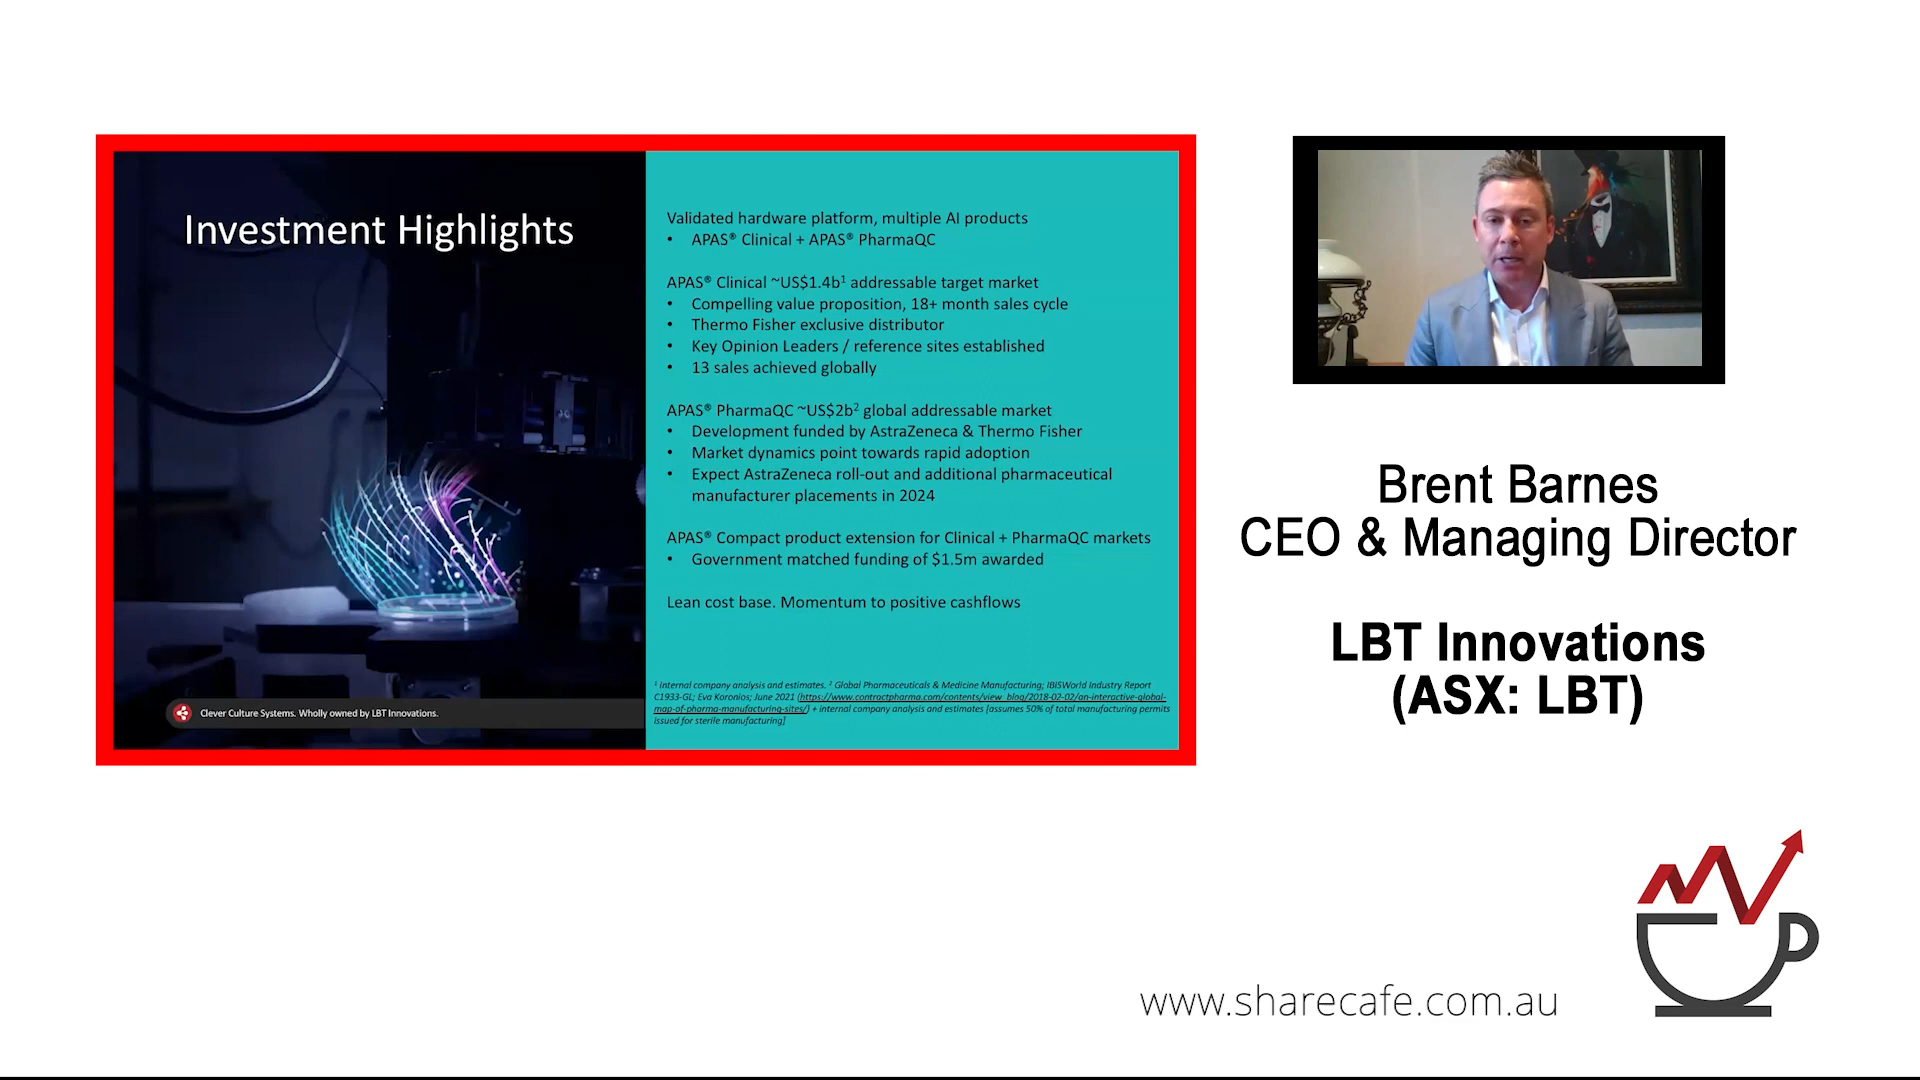 Investment Highlights
Validated hardware platform, multiple AI products
• APAS® Clinical + APAS® PharmaQC
APAS® Clinical ~US$1.4b¹ addressable target market
• Compelling value proposition, 18+ month sales cycle
• Thermo Fisher exclusive distributor
• Key Opinion Leaders / reference sites established
• 13 sales achieved globally
APAS® PharmaQC ~US$2b² global addressable market
• Development funded by AstraZeneca & Thermo Fisher
• Market dynamics point towards rapid adoption
• Expect AstraZeneca roll-out and additional pharmaceutical
manufacturer placements in 2024
APAS® Compact product extension for Clinical + PharmaQC markets
• Government matched funding of $1.5m awarded
Lean cost base. Momentum to positive cashflows
¹ Internal company analysis and estimates. ² Global Pharmaceuticals & Medicine Manufacturing; IBISWorld Industry Report
C1933-GL; Eva Koronios; June 2021 [https://www.contractpharma.com/contents/view_blog/2018-02-02/an-interactive-global-
map-of-pharma-manufacturing-sites/) + internal company analysis and estimates [assumes 50% of total manufacturing permits
issued for sterile manufacturing]
Clever Culture Systems. Wholly owned by LBT Innovations.
Brent Barnes
CEO & Managing Director
LBT Innovations
(ASX: LBT)
www.sharecafe.com.au